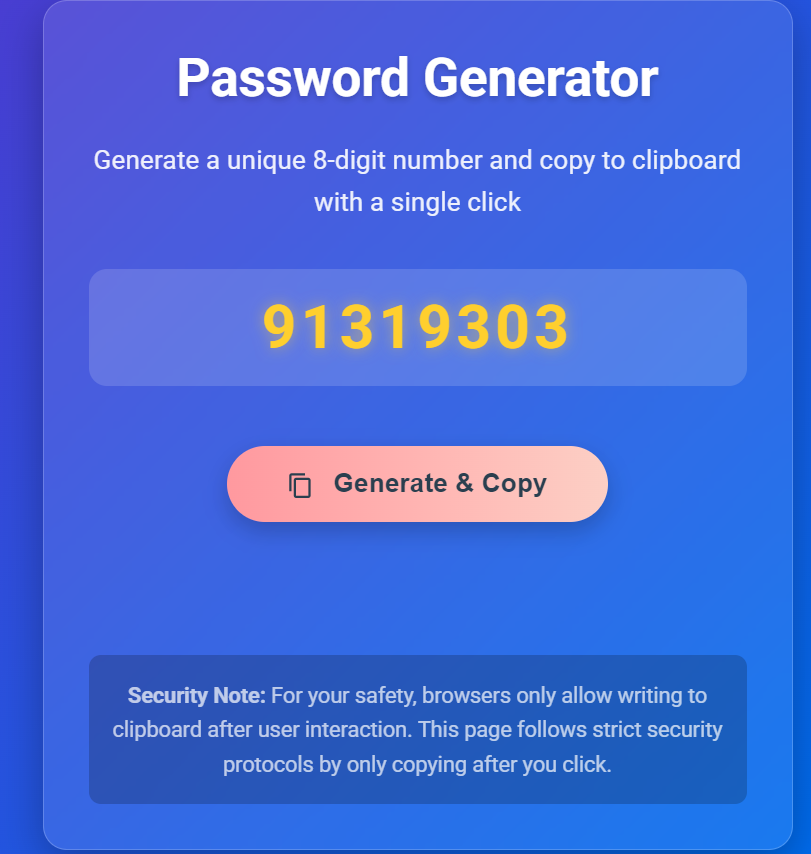 Password Generator
Generate a unique 8-digit number and copy to clipboard
with a single click
91319303
Generate & Copy
Security Note: For your safety, browsers only allow writing to
clipboard after user interaction. This page follows strict security
protocols by only copying after you click.